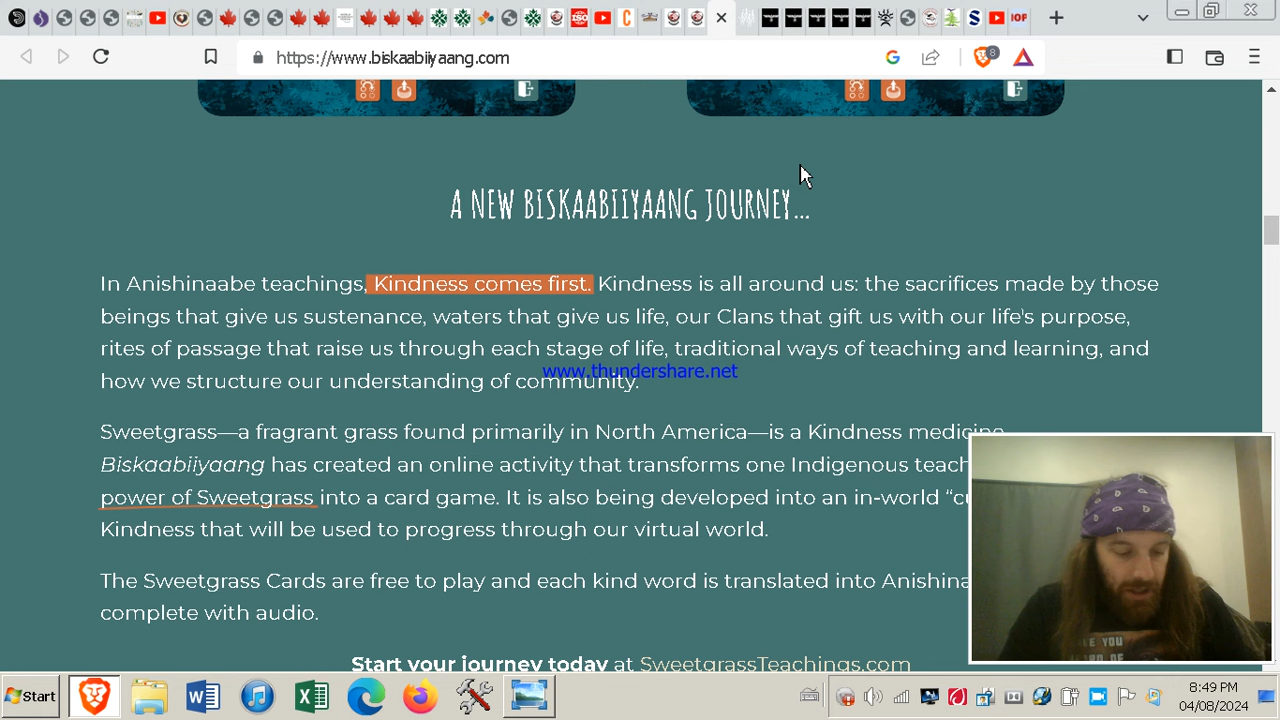 ISO
C
S
IOF
https://www.biskaabiiyaang.com
8
A NEW BISKAABIIYAANG JOURNEY...
In Anishinaabe teachings, Kindness comes first. Kindness is all around us: the sacrifices made by those
beings that give us sustenance, waters that give us life, our Clans that gift us with our life's purpose,
rites of passage that raise us through each stage of life, traditional ways of teaching and learning, and
how we structure our understanding of community.
www.thundershare.net
Sweetgrass—a fragrant grass found primarily in North America—is a Kindness medicine.
Biskaabiiyaang has created an online activity that transforms one Indigenous teach
power of Sweetgrass into a card game. It is also being developed into an in-world “cu
Kindness that will be used to progress through our virtual world.
The Sweetgrass Cards are free to play and each kind word is translated into Anishina
complete with audio.
Start your journey today at SweetgrassTeachings.com
Start
8:49 PM
04/08/2024